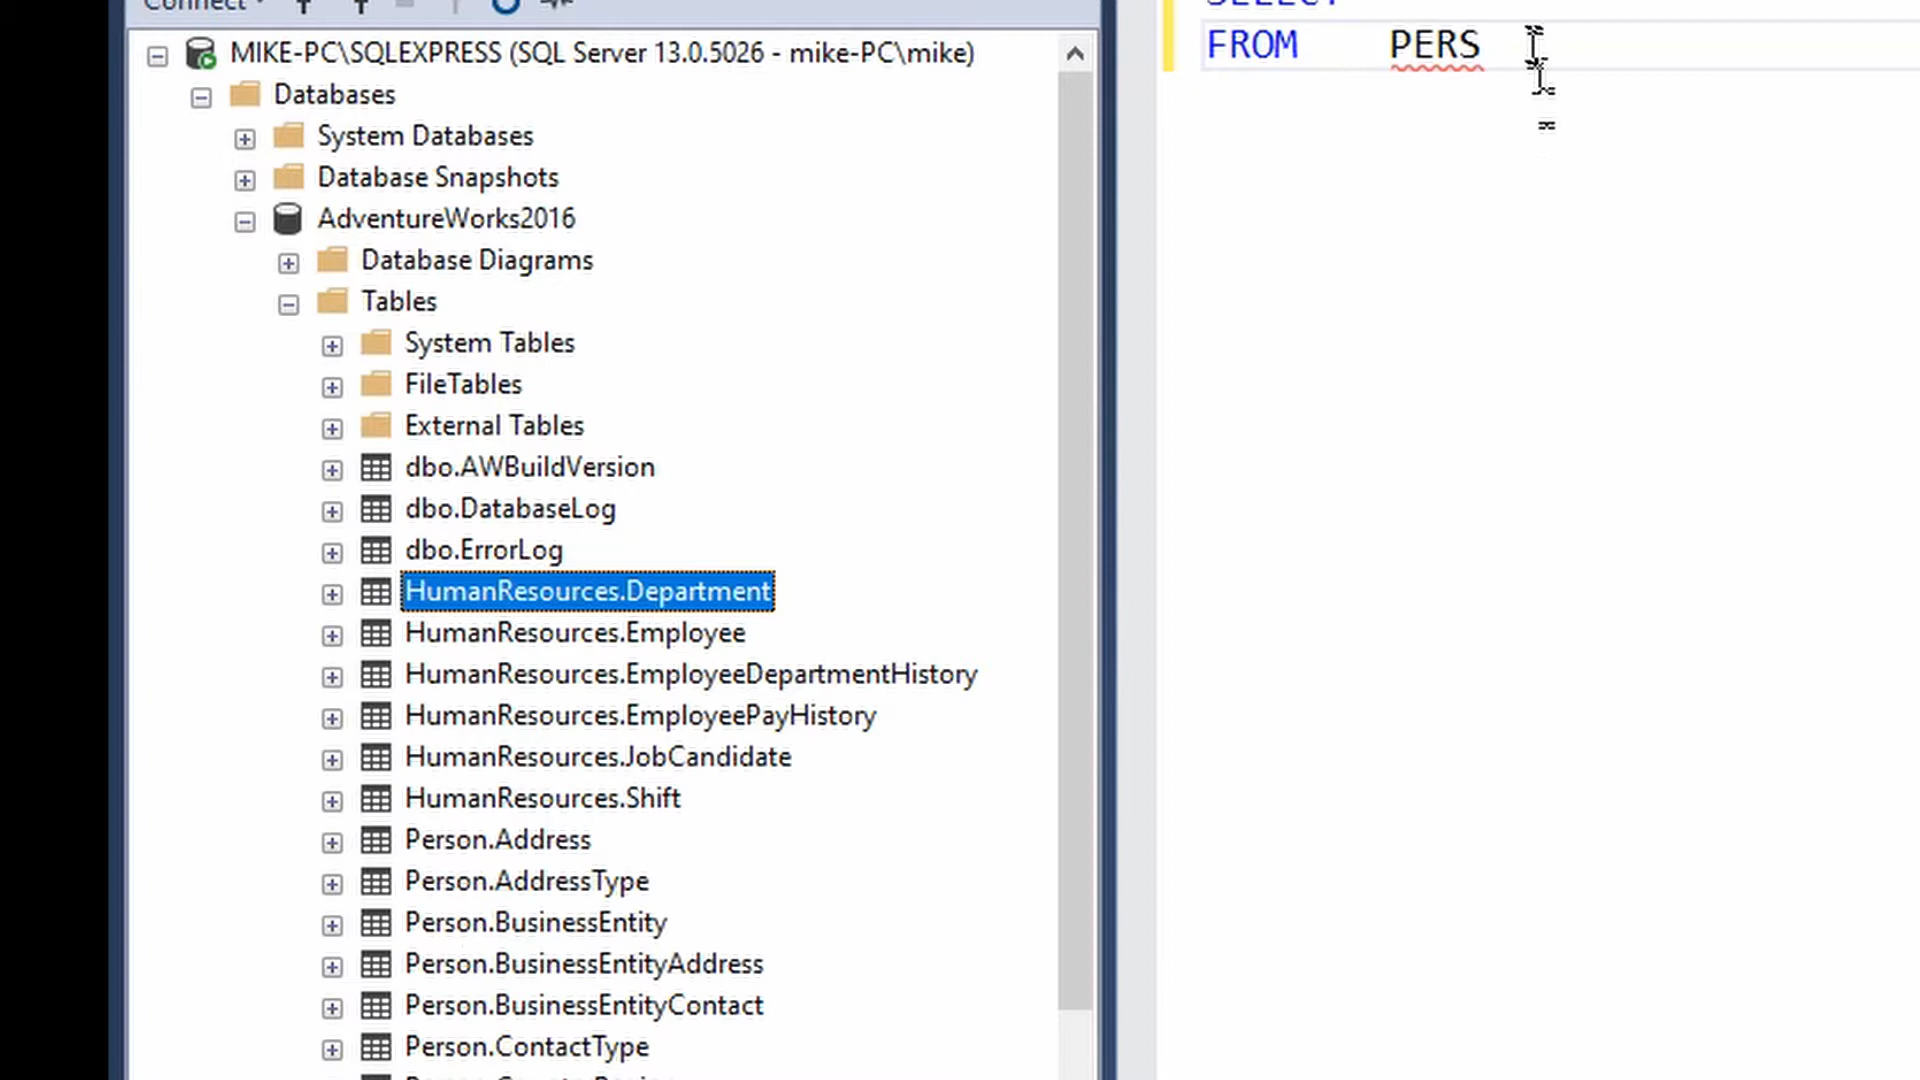 Connect
MIKE-PC\SQLEXPRESS (SQL Server 13.0.5026 - mike-PC\mike)
Databases
System Databases
Database Snapshots
AdventureWorks2016
Database Diagrams
Tables
System Tables
FileTables
External Tables
dbo.AWBuildVersion
dbo.DatabaseLog
dbo.ErrorLog
HumanResources.Department
HumanResources.Employee
HumanResources.EmployeeDepartmentHistory
HumanResources.EmployeePayHistory
HumanResources.JobCandidate
HumanResources.Shift
Person.Address
Person.AddressType
Person.BusinessEntity
Person.BusinessEntityAddress
Person.BusinessEntityContact
Person.ContactType
SELECT
FROM PERS